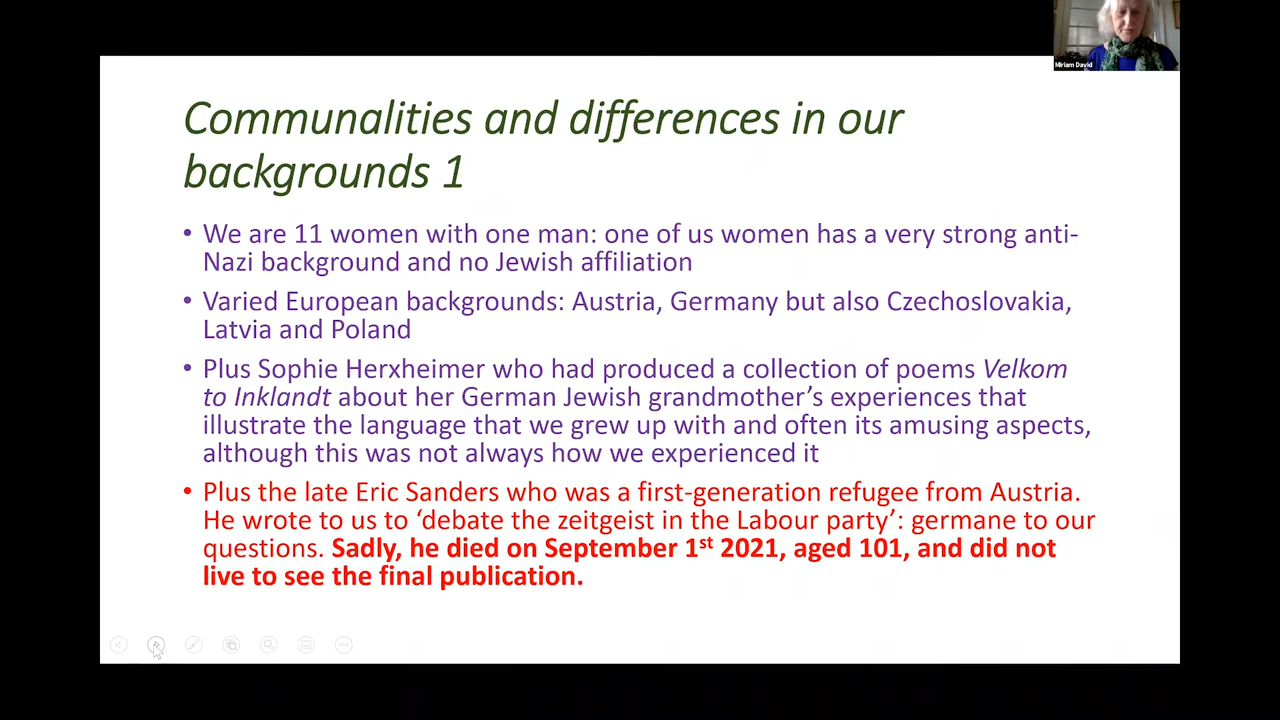 Miriam David
Communalities and differences in our
backgrounds 1
• We are 11 women with one man: one of us women has a very strong anti-
Nazi background and no Jewish affiliation
• Varied European backgrounds: Austria, Germany but also Czechoslovakia,
Latvia and Poland
• Plus Sophie Herxheimer who had produced a collection of poems Velkom
to Inklandt about her German Jewish grandmother’s experiences that
illustrate the language that we grew up with and often its amusing aspects,
although this was not always how we experienced it
• Plus the late Eric Sanders who was a first-generation refugee from Austria.
He wrote to us to ‘debate the zeitgeist in the Labour party’: germane to our
questions. Sadly, he died on September 1st 2021, aged 101, and did not
live to see the final publication.